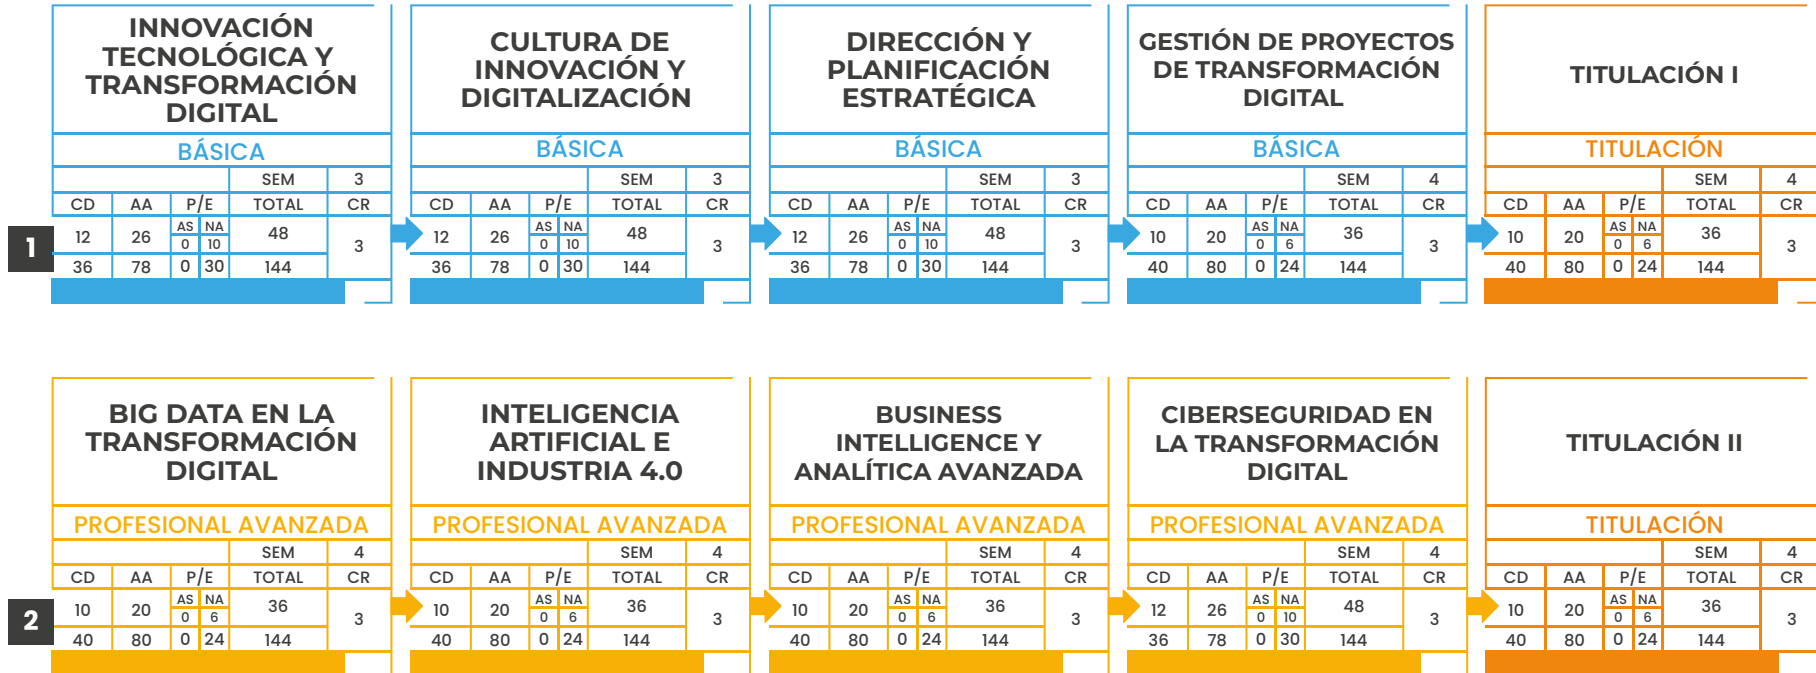 INNOVACIÓN
TECNOLÓGICA Y
TRANSFORMACIÓN
DIGITAL
BÁSICA
SEM 3
CD AA P/E TOTAL CR
12 26 AS NA 48 3
0 10
36 78 0 30 144
CULTURA DE
INNOVACIÓN Y
DIGITALIZACIÓN
BÁSICA
SEM 3
CD AA P/E TOTAL CR
12 26 AS NA 48 3
0 10
36 78 0 30 144
DIRECCIÓN Y
PLANIFICACIÓN
ESTRATÉGICA
BÁSICA
SEM 3
CD AA P/E TOTAL CR
12 26 AS NA 48 3
0 10
36 78 0 30 144
GESTIÓN DE PROYECTOS
DE TRANSFORMACIÓN
DIGITAL
BÁSICA
SEM 4
CD AA P/E TOTAL CR
10 20 AS NA 36 3
0 6
40 80 0 24 144
TITULACIÓN I
TITULACIÓN
SEM 4
CD AA P/E TOTAL CR
10 20 AS NA 36 3
0 6
40 80 0 24 144
1
BIG DATA EN LA
TRANSFORMACIÓN
DIGITAL
PROFESIONAL AVANZADA
SEM 4
CD AA P/E TOTAL CR
10 20 AS NA 36 3
0 6
40 80 0 24 144
INTELIGENCIA
ARTIFICIAL E
INDUSTRIA 4.0
PROFESIONAL AVANZADA
SEM 4
CD AA P/E TOTAL CR
10 20 AS NA 36 3
0 6
40 80 0 24 144
BUSINESS
INTELLIGENCE Y
ANALÍTICA AVANZADA
PROFESIONAL AVANZADA
SEM 4
CD AA P/E TOTAL CR
10 20 AS NA 36 3
0 6
40 80 0 24 144
CIBERSEGURIDAD EN
LA TRANSFORMACIÓN
DIGITAL
PROFESIONAL AVANZADA
SEM 4
CD AA P/E TOTAL CR
12 26 AS NA 48 3
0 10
36 78 0 30 144
TITULACIÓN II
TITULACIÓN
SEM 4
CD AA P/E TOTAL CR
10 20 AS NA 36 3
0 6
40 80 0 24 144
2